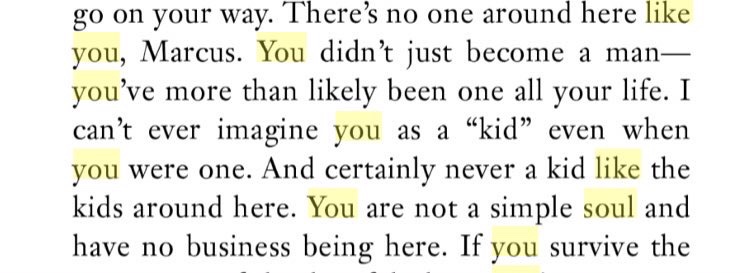 go on your way. There’s no one around here like
you, Marcus. You didn’t just become a man—
you’ve more than likely been one all your life. I
can’t ever imagine you as a “kid” even when
you were one. And certainly never a kid like the
kids around here. You are not a simple soul and
have no business being here. If you survive the